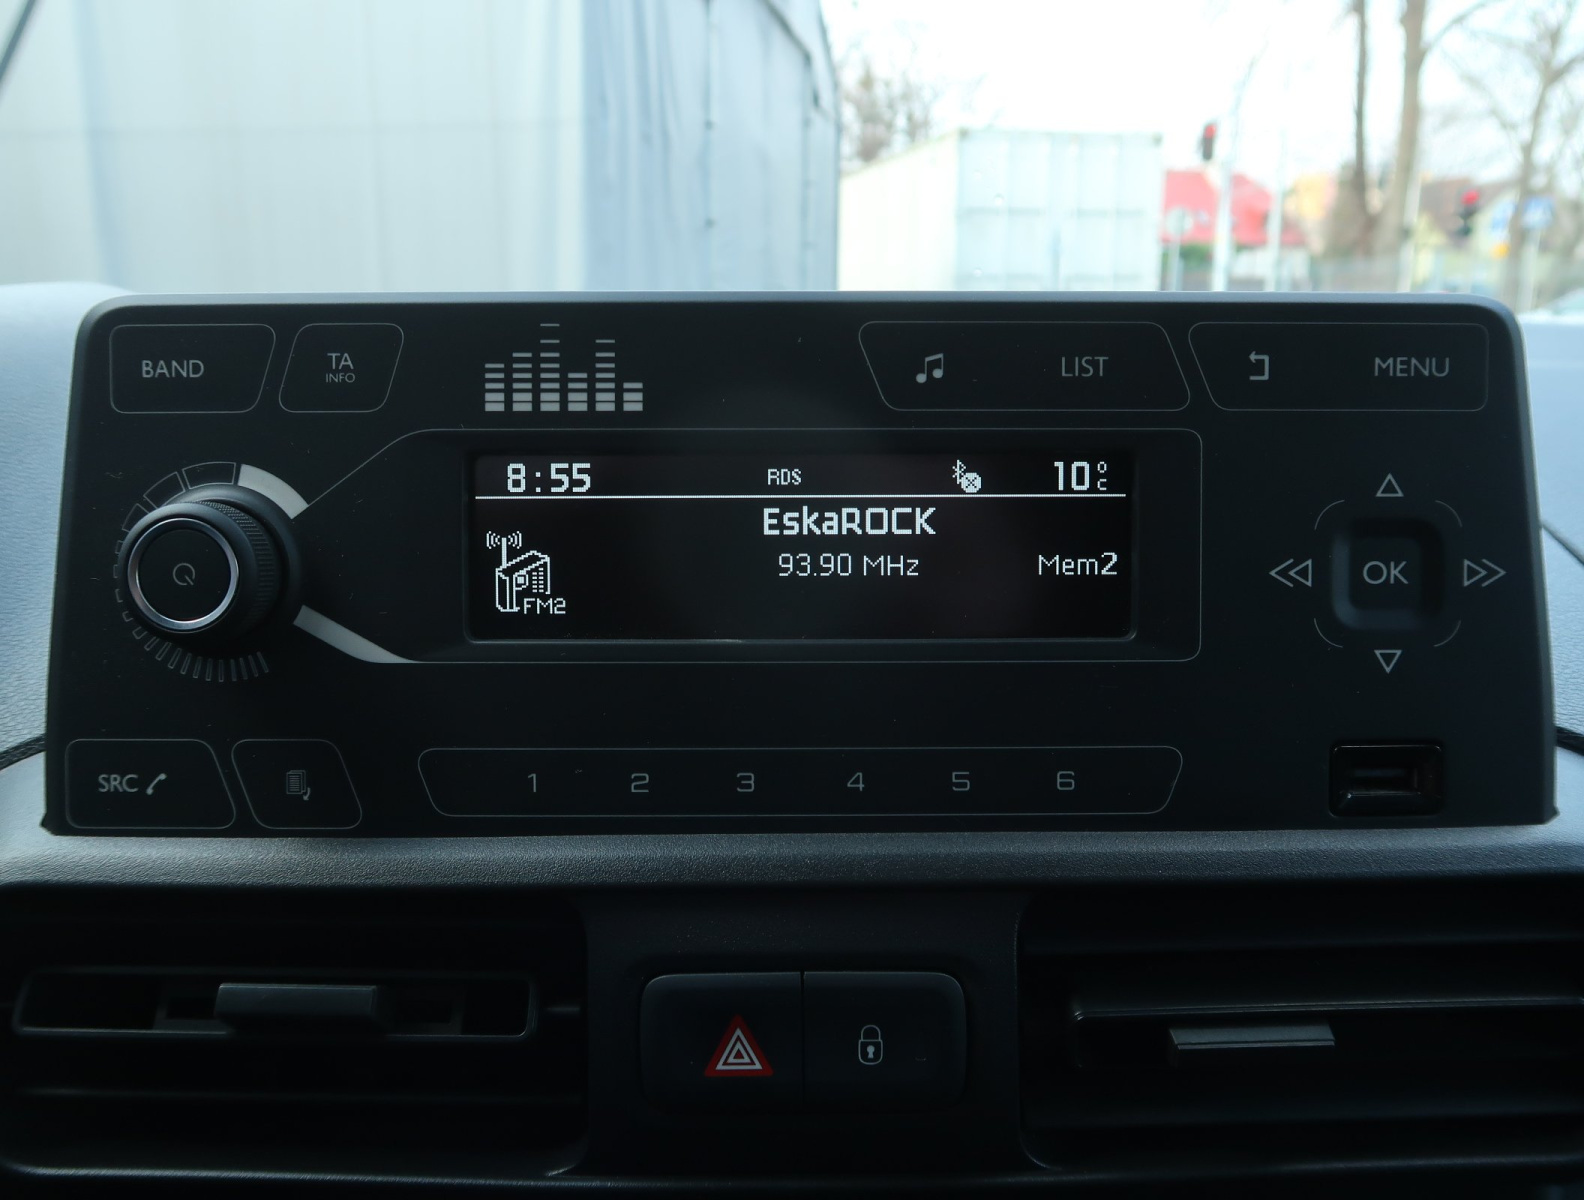 BAND
TA
INFO
LIST
MENU
8:55 RDS 10°C
EskaROCK
93.90 MHz Mem2
FM2
OK
SRC
1 2 3 4 5 6